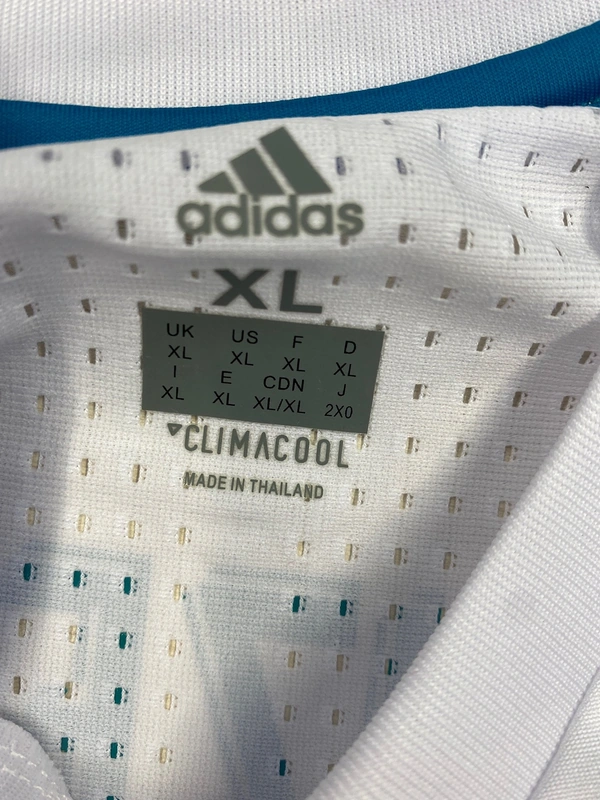 adidas
XL
UK US F D
XL XL XL XL
I E CDN J
XL XL XL/XL 2X0
CLIMACOOL
MADE IN THAILAND